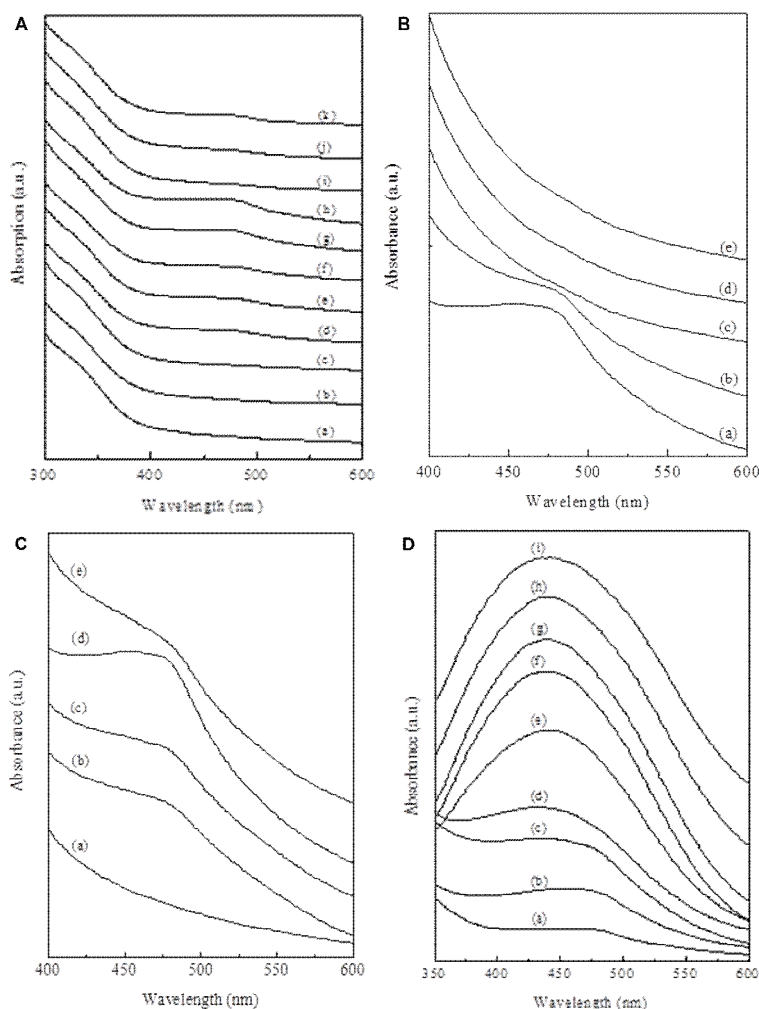 A
Absorption (a.u.)
(k)
(j)
(i)
(h)
(g)
(f)
(e)
(d)
(c)
(b)
(a)
300 400 500 600
Wavelength (nm)
B
Absorbance (a.u.)
(e)
(d)
(c)
(b)
(a)
400 450 500 550 600
Wavelength (nm)
C
Absorbance (a.u.)
(e)
(d)
(c)
(b)
(a)
400 450 500 550 600
Wavelength (nm)
D
Absorbance (a.u.)
(i)
(h)
(g)
(f)
(e)
(d)
(c)
(b)
(a)
350 400 450 500 550 600
Wavelength (nm)